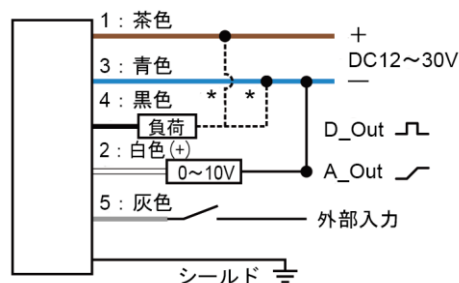 1：茶色
+
DC12～30V
3：青色
－
* *
4：黒色
負荷
D_Out
2：白色(+)
0～10V
A_Out
5：灰色
外部入力
シールド